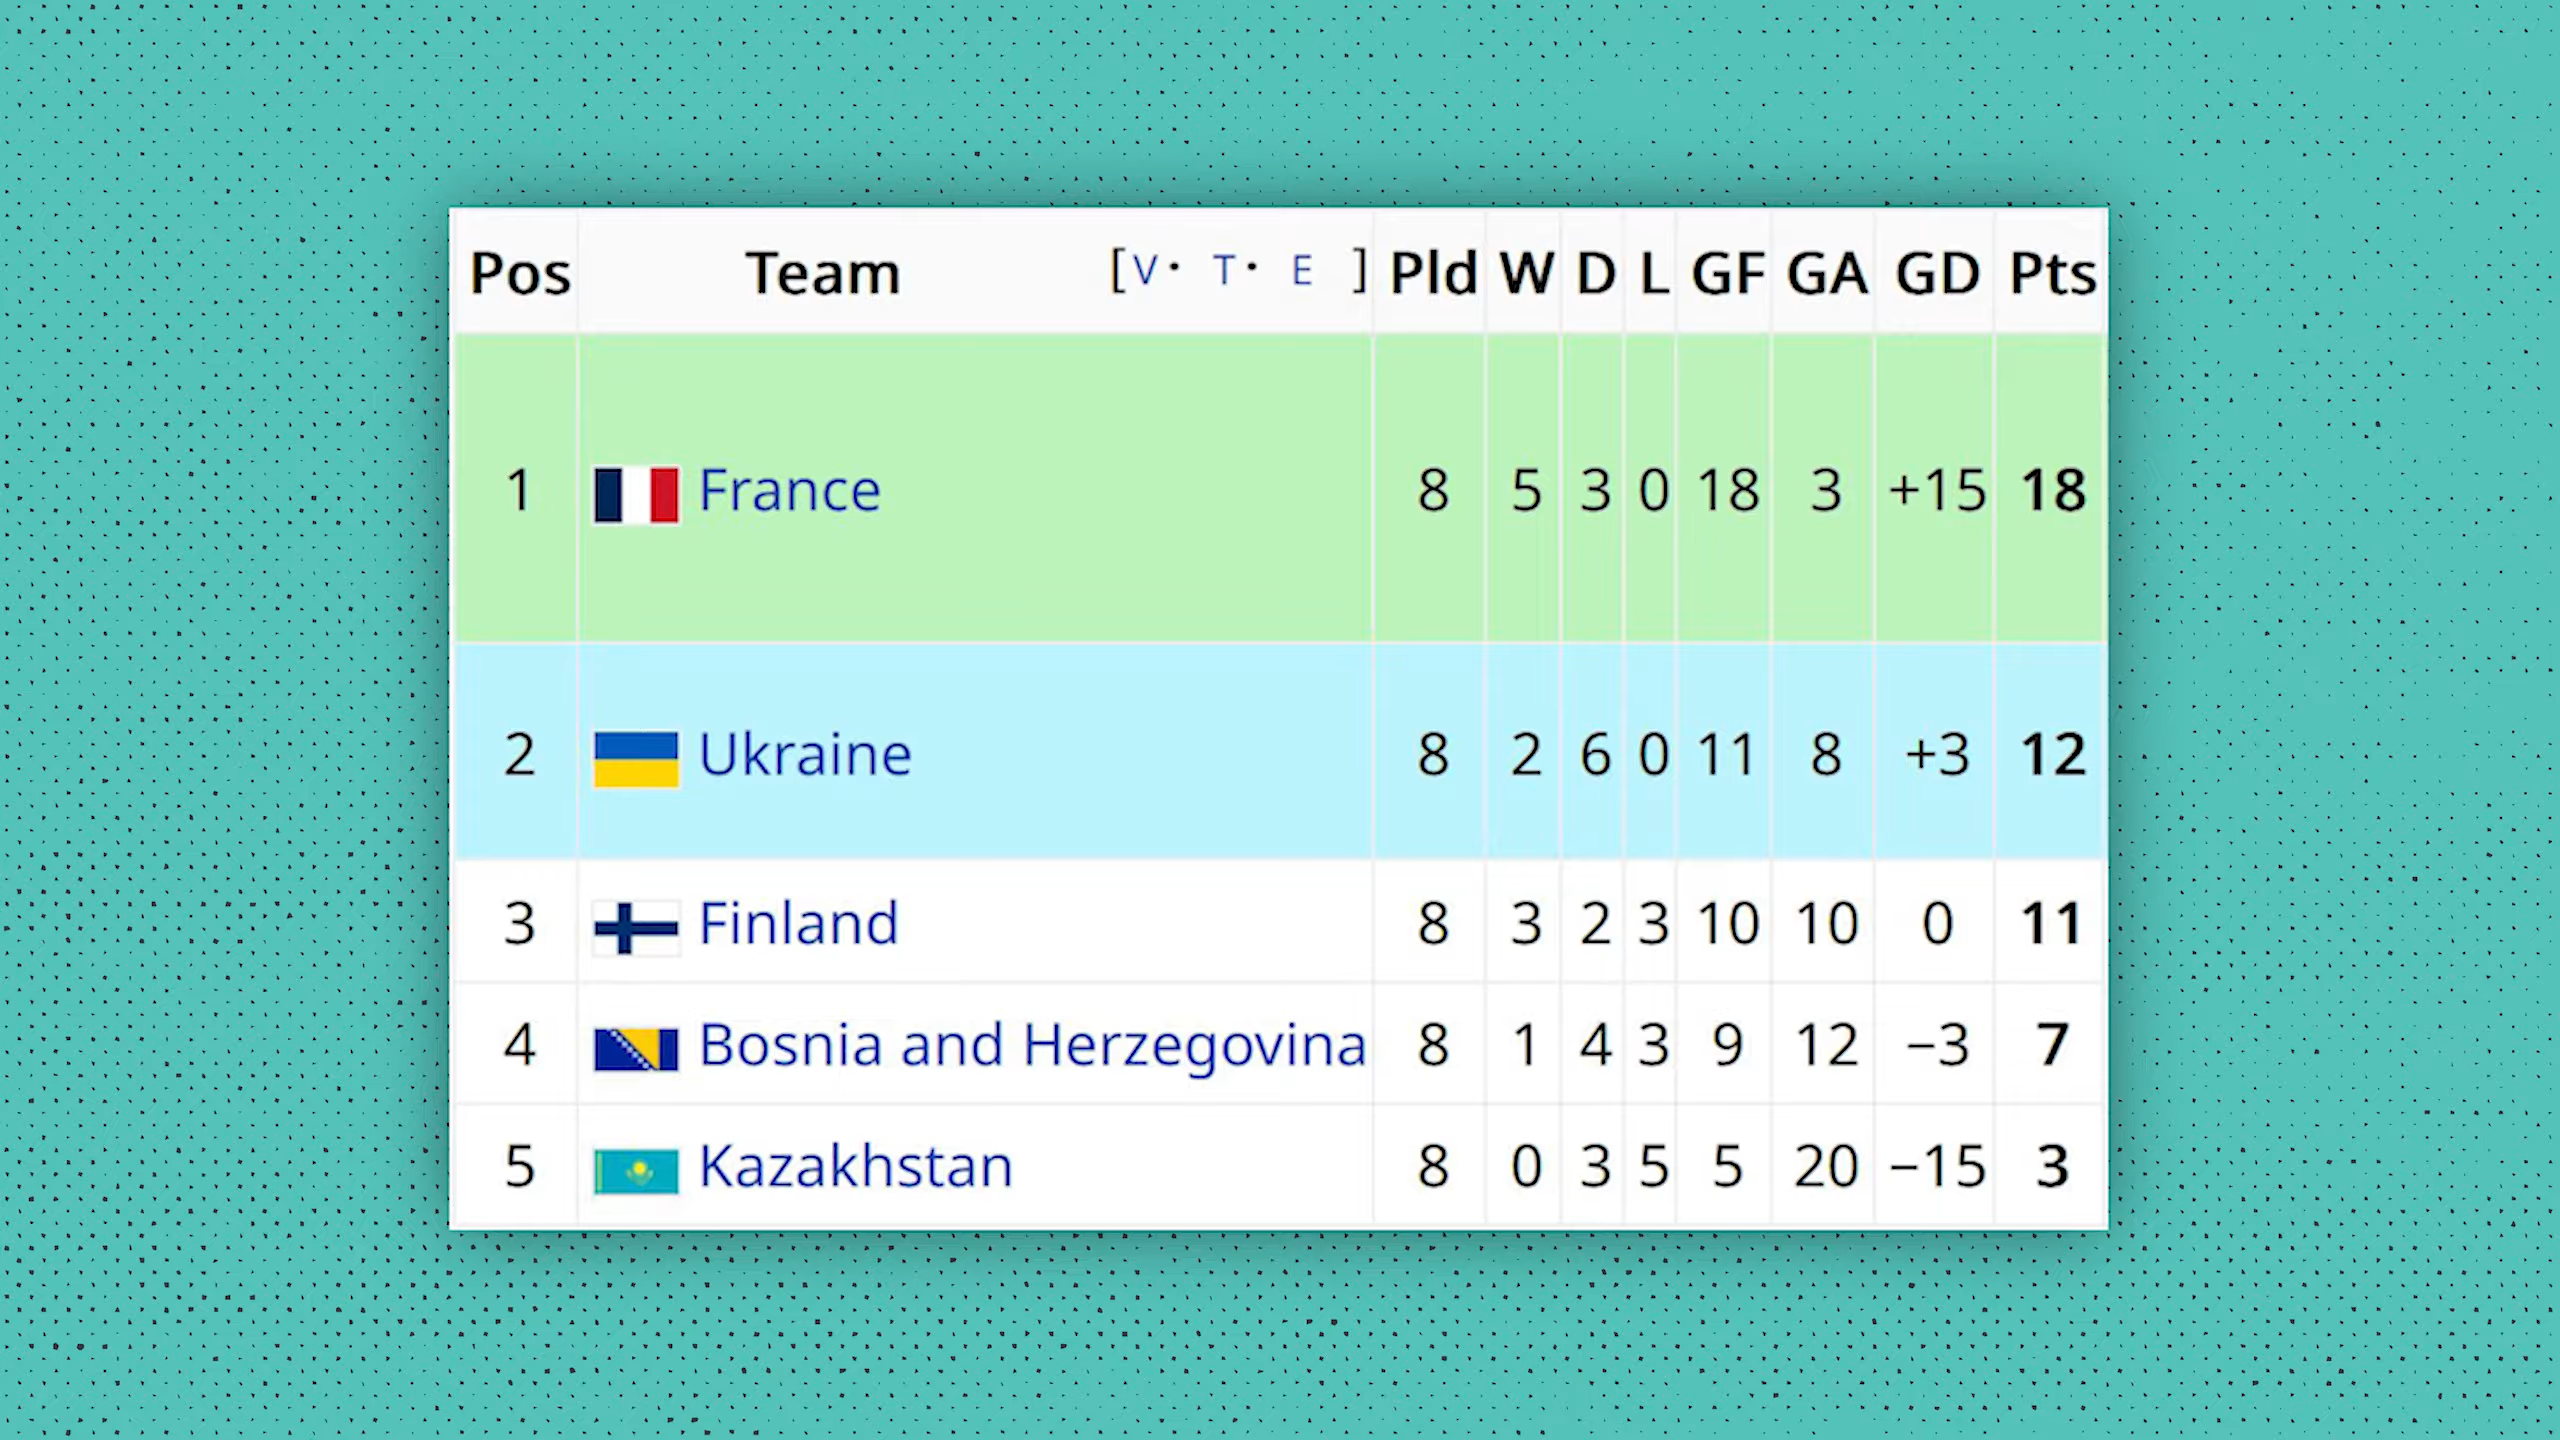 Pos Team [V· T· E ] Pld W D L GF GA GD Pts
1 France 8 5 3 0 18 3 +15 18
2 Ukraine 8 2 6 0 11 8 +3 12
3 Finland 8 3 2 3 10 10 0 11
4 Bosnia and Herzegovina 8 1 4 3 9 12 −3 7
5 Kazakhstan 8 0 3 5 5 20 −15 3